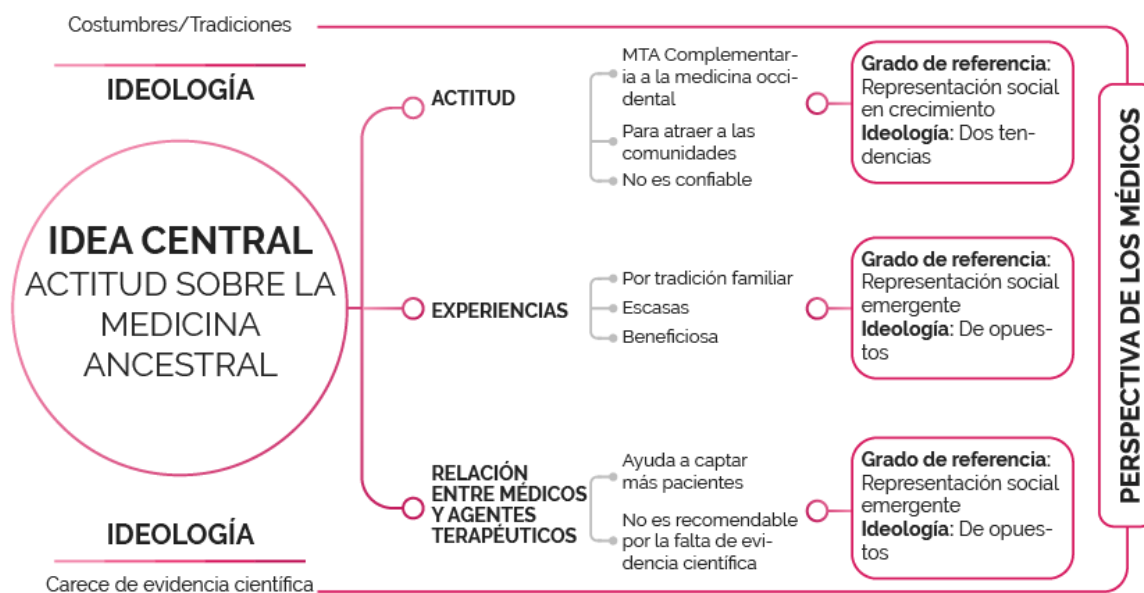 Costumbres/Tradiciones
IDEOLOGÍA
IDEA CENTRAL
ACTITUD SOBRE LA
MEDICINA
ANCESTRAL
IDEOLOGÍA
Carece de evidencia científica
ACTITUD
MTA Complementar-
ia a la medicina occi-
dental
Para atraer a las
comunidades
No es confiable
Grado de referencia:
Representación social
en crecimiento
Ideología: Dos ten-
dencias
EXPERIENCIAS
Por tradición familiar
Escasas
Beneficiosa
Grado de referencia:
Representación social
emergente
Ideología: De opues-
tos
RELACIÓN
ENTRE MÉDICOS
Y AGENTES
TERAPÉUTICOS
Ayuda a captar
más pacientes
No es recomendable
por la falta de evi-
dencia científica
Grado de referencia:
Representación social
emergente
Ideología: De opues-
tos
PERSPECTIVA DE LOS MÉDICOS